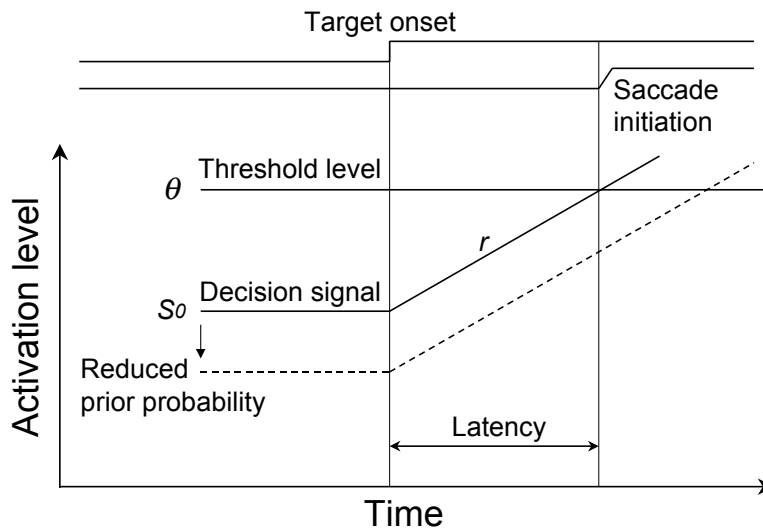 Target onset
Saccade
initiation
Threshold level
θ
r
Decision signal
S0
Reduced
prior probability
Latency
Activation level
Time